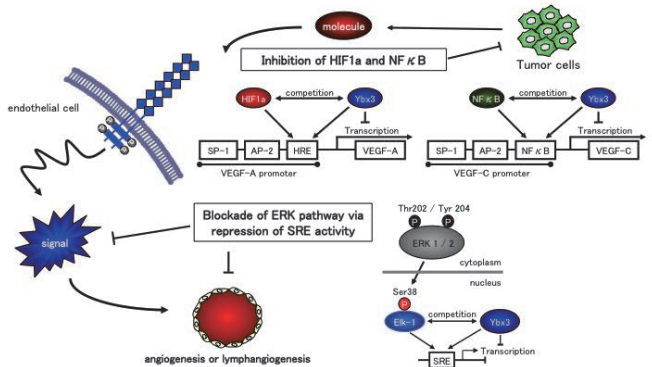 molecule
Inhibition of HIF1a and NFκB
Tumor cells
endothelial cell
P P
P P
HIF1a competition Ybx3
Transcription
SP-1 AP-2 HRE VEGF-A
VEGF-A promoter
NFκB competition Ybx3
Transcription
SP-1 AP-2 NFκB VEGF-C
VEGF-C promoter
signal
Blockade of ERK pathway via
repression of SRE activity
angiogenesis or lymphangiogenesis
Thr202 / Tyr 204
P P
ERK 1 / 2
cytoplasm
nucleus
Ser38
P
Elk-1 competition Ybx3
Transcription
SRE